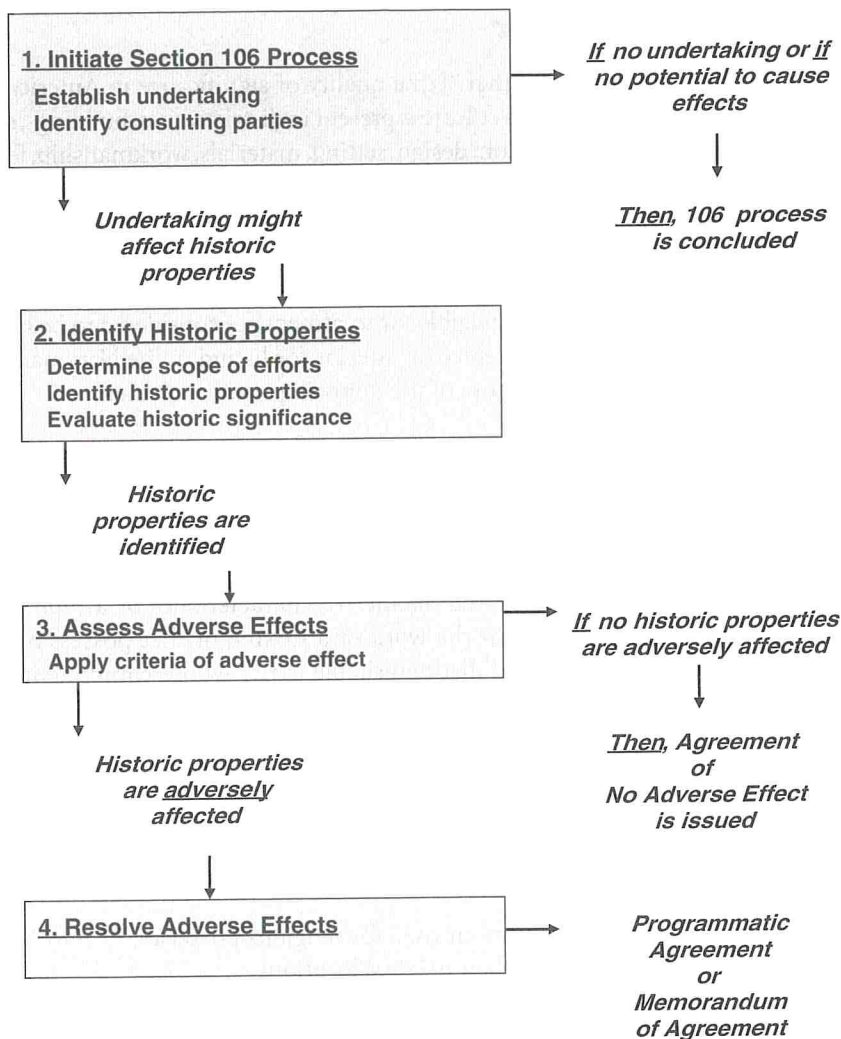 1. Initiate Section 106 Process
Establish undertaking
Identify consulting parties
If no undertaking or if
no potential to cause
effects
Then, 106 process
is concluded
Undertaking might
affect historic
properties
2. Identify Historic Properties
Determine scope of efforts
Identify historic properties
Evaluate historic significance
Historic
properties are
identified
3. Assess Adverse Effects
Apply criteria of adverse effect
If no historic properties
are adversely affected
Then, Agreement
of
No Adverse Effect
is issued
Historic properties
are adversely
affected
4. Resolve Adverse Effects
Programmatic
Agreement
or
Memorandum
of Agreement